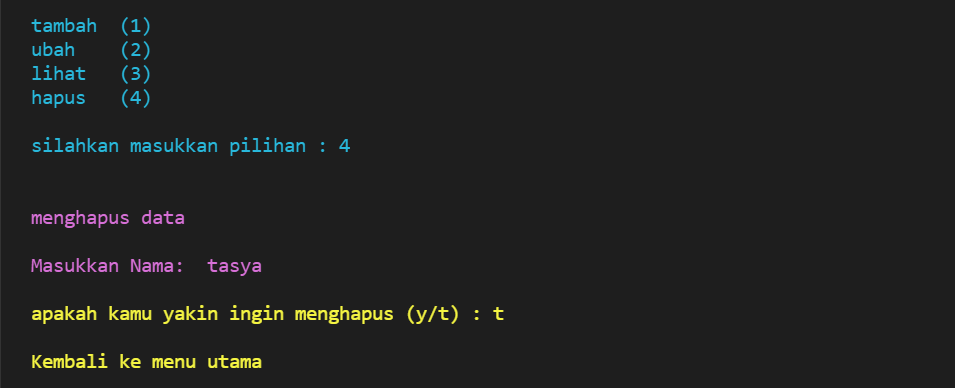 tambah  (1)
ubah    (2)
lihat   (3)
hapus   (4)
silahkan masukkan pilihan : 4
menghapus data
Masukkan Nama:  tasya
apakah kamu yakin ingin menghapus (y/t) : t
Kembali ke menu utama